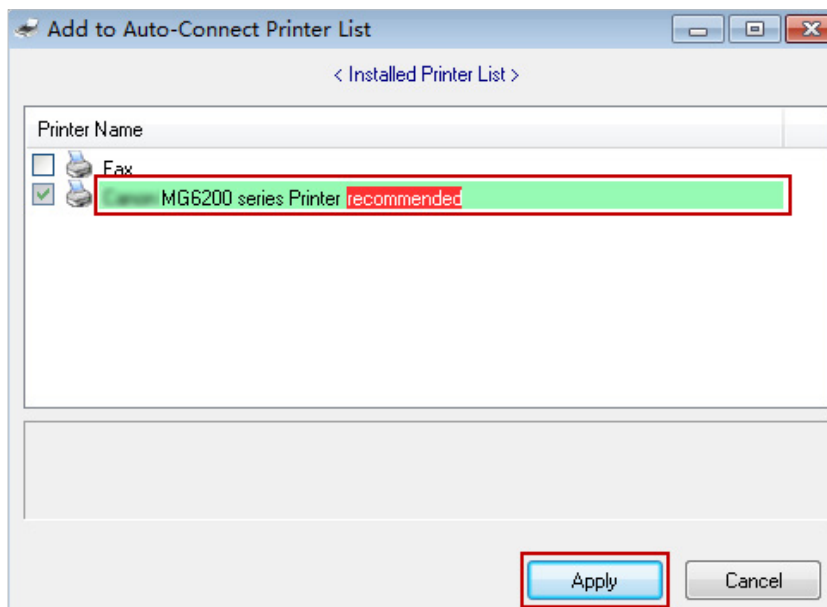 Add to Auto-Connect Printer List
< Installed Printer List >
Printer Name
Fax
MG6200 series Printer recommended
Apply
Cancel